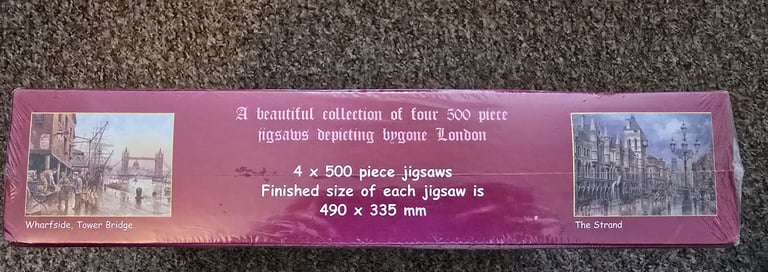 A beautiful collection of four 500 piece
jigsaws depicting bygone London
4 x 500 piece jigsaws
Finished size of each jigsaw is
490 x 335 mm
Wharfside, Tower Bridge
The Strand